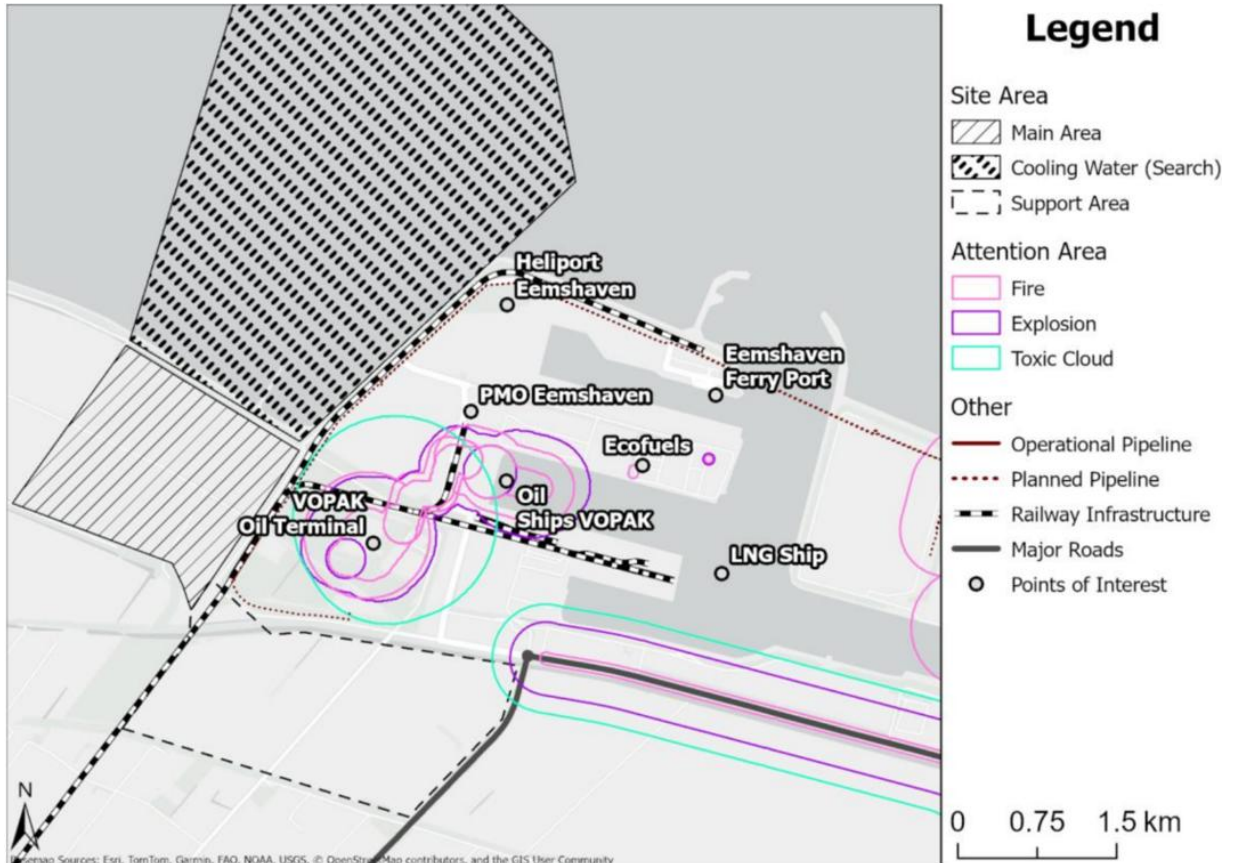 Legend
Site Area
Main Area
Cooling Water (Search)
Support Area
Attention Area
Fire
Explosion
Toxic Cloud
Other
Operational Pipeline
Planned Pipeline
Railway Infrastructure
Major Roads
Points of Interest
0 0.75 1.5 km
Heliport
Eemshaven
Eemshaven
Ferry Port
PMO Eemshaven
Ecofuels
VOPAK
Oil Terminal
Oil
Ships VOPAK
LNG Ship
N
Basemap Sources: Esri, TomTom, Garmin, FAO, NOAA, USGS, © OpenStreetMap contributors, and the GIS User Community